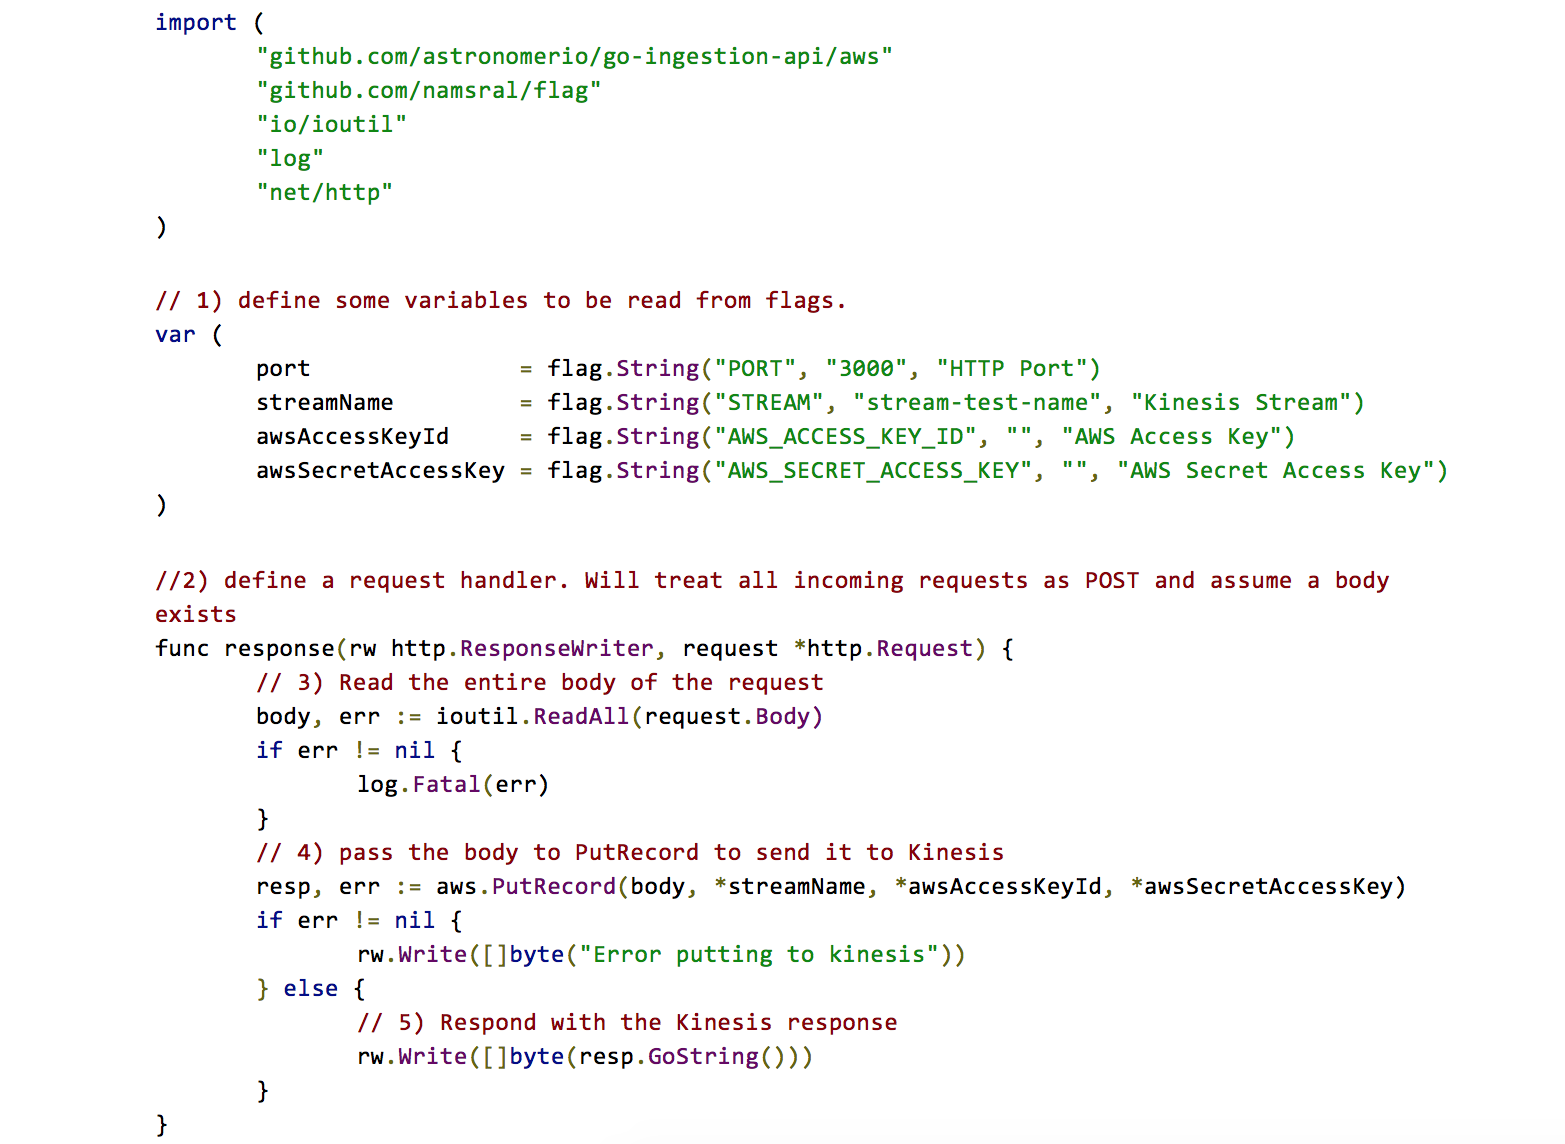 import (
"github.com/astronomerio/go-ingestion-api/aws"
"github.com/namsral/flag"
"io/ioutil"
"log"
"net/http"
)
// 1) define some variables to be read from flags.
var (
port = flag.String("PORT", "3000", "HTTP Port")
streamName = flag.String("STREAM", "stream-test-name", "Kinesis Stream")
awsAccessKeyId = flag.String("AWS_ACCESS_KEY_ID", "", "AWS Access Key")
awsSecretAccessKey = flag.String("AWS_SECRET_ACCESS_KEY", "", "AWS Secret Access Key")
)
//2) define a request handler. Will treat all incoming requests as POST and assume a body
exists
func response(rw http.ResponseWriter, request *http.Request) {
// 3) Read the entire body of the request
body, err := ioutil.ReadAll(request.Body)
if err != nil {
log.Fatal(err)
}
// 4) pass the body to PutRecord to send it to Kinesis
resp, err := aws.PutRecord(body, *streamName, *awsAccessKeyId, *awsSecretAccessKey)
if err != nil {
rw.Write([]byte("Error putting to kinesis"))
} else {
// 5) Respond with the Kinesis response
rw.Write([]byte(resp.GoString()))
}
}